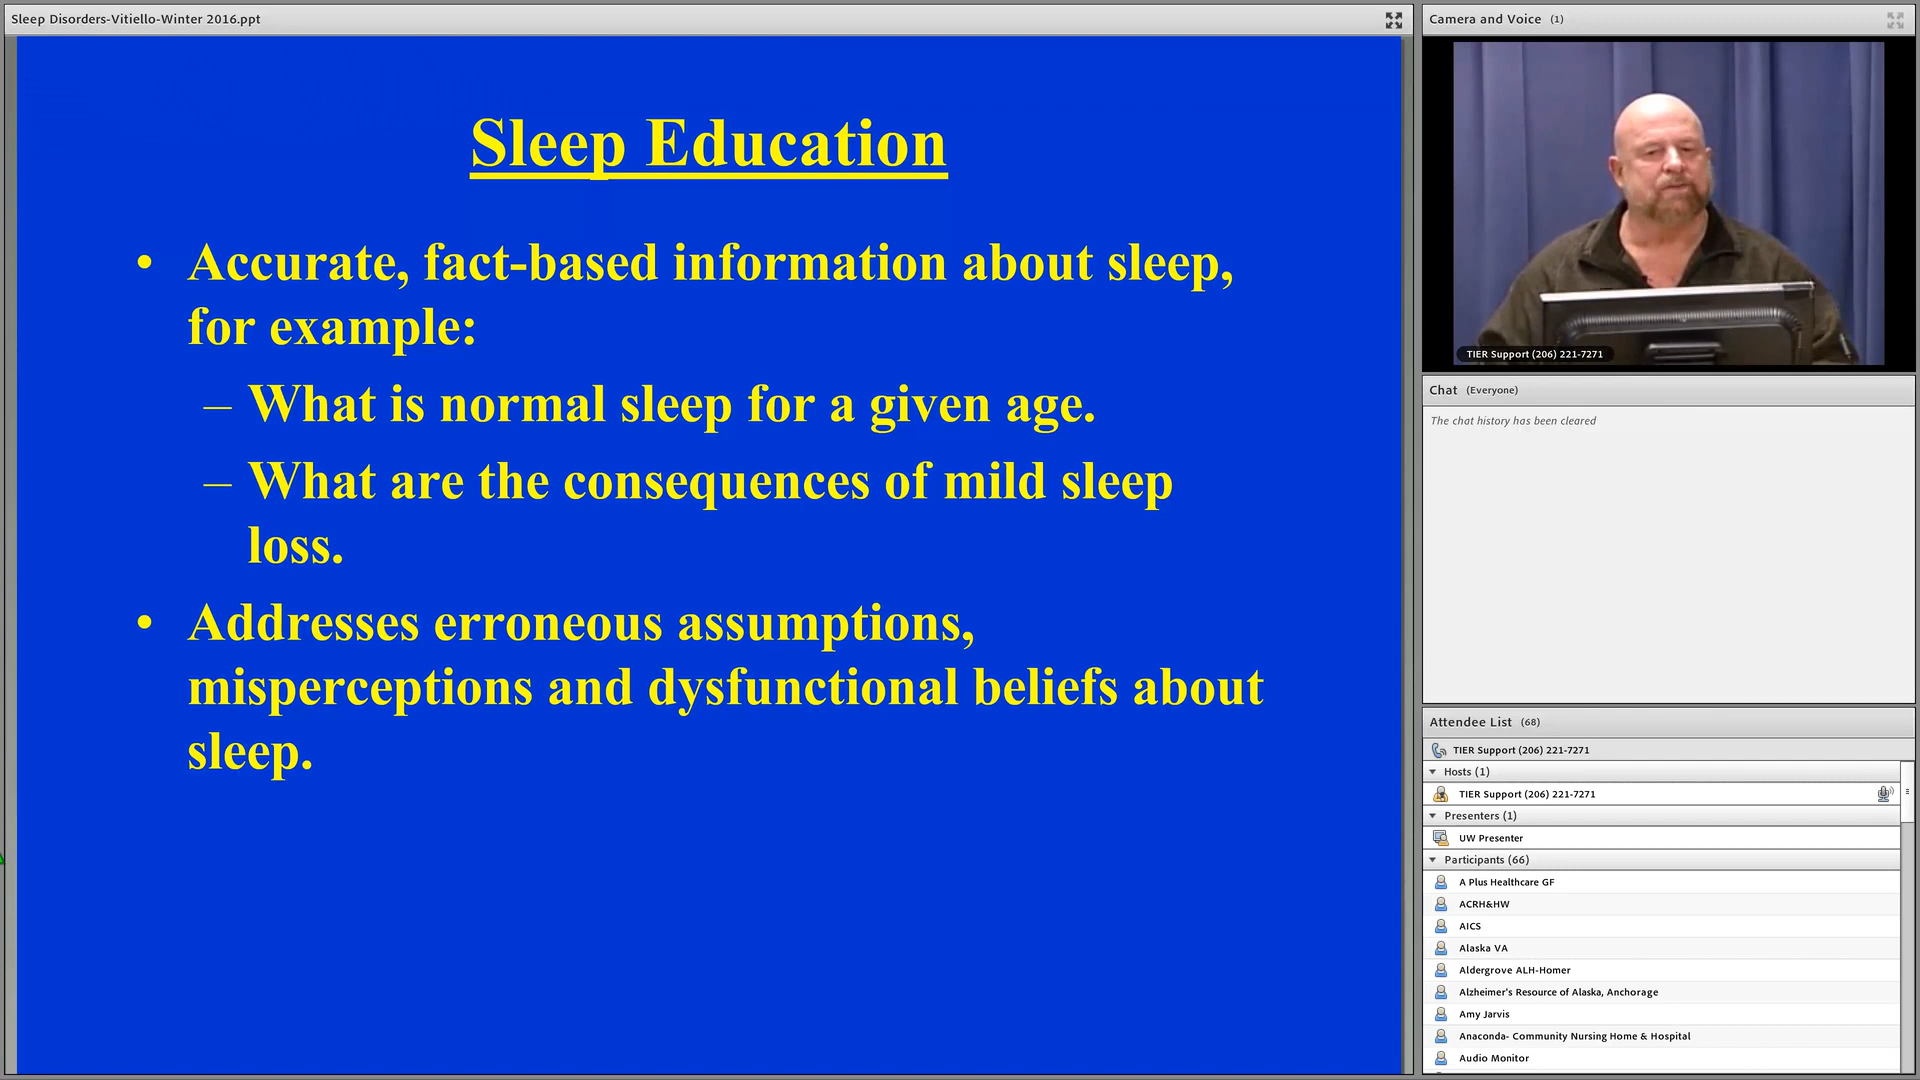 Sleep Disorders-Vitiello-Winter 2016.ppt
Sleep Education
• Accurate, fact-based information about sleep,
for example:
– What is normal sleep for a given age.
– What are the consequences of mild sleep
loss.
• Addresses erroneous assumptions,
misperceptions and dysfunctional beliefs about
sleep.
Camera and Voice (1)
TIER Support (206) 221-7271
Chat (Everyone)
The chat history has been cleared
Attendee List (68)
TIER Support (206) 221-7271
Hosts (1)
TIER Support (206) 221-7271
Presenters (1)
UW Presenter
Participants (66)
A Plus Healthcare GF
ACRH&HW
AICS
Alaska VA
Aldergrove ALH-Homer
Alzheimer's Resource of Alaska, Anchorage
Amy Jarvis
Anaconda- Community Nursing Home & Hospital
Audio Monitor